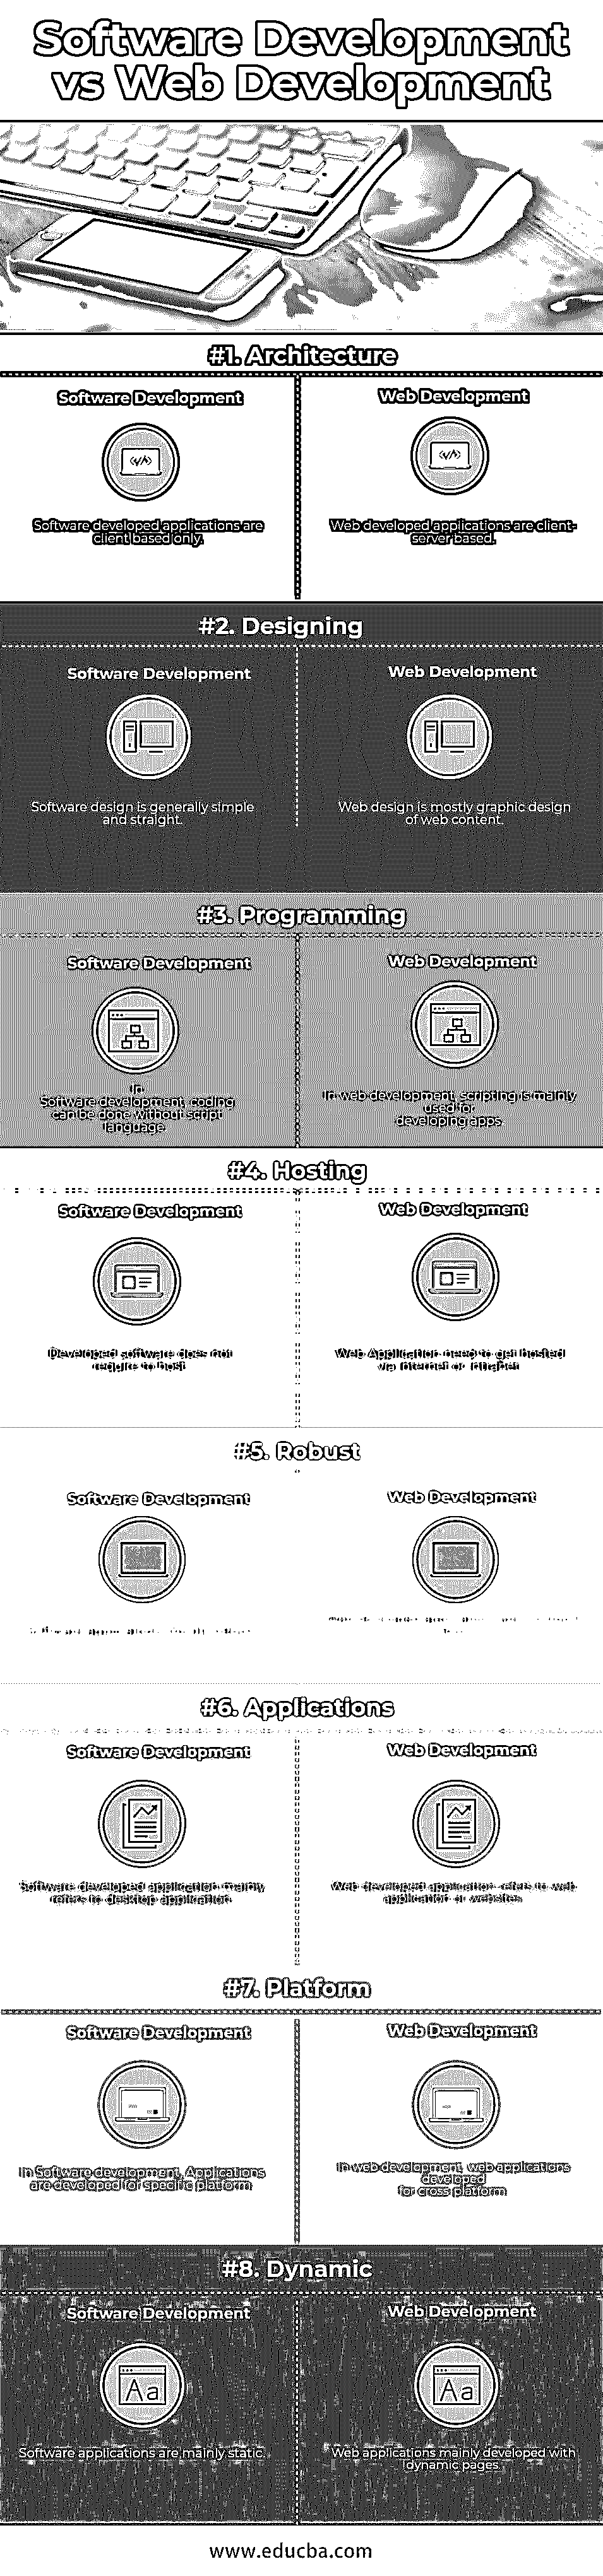 Software Development
vs Web Development
#1. Architecture
Software Development
Web Development
Software developed applications are
client based only.
Web developed applications are client-
server based.
#2. Designing
Software Development
Web Development
Software design is generally simple
and straight.
Web design is mostly graphic design
of web content.
#3. Programming
Software Development
Web Development
In
Software development, coding
can be done without script
language.
In web development, scripting is mainly
used for
developing apps.
#4. Hosting
Software Development
Web Development
Developed software does not
require to host
Web Application need to get hosted
via Internet or
#5. Robust
Software Development
Web Development
#6. Applications
Software Development
Web Development
Software developed application mainly
refers to desktop application
Web developed application refers to web
application or websites
#7. Platform
Software Development
Web Development
In Software development, Applications
are developed for specific platform
In web development, web applications
developed
for cross platform
#8. Dynamic
Software Development
Web Development
Aa
Aa
Software applications are mainly static.
Web applications mainly developed with
dynamic pages.
www.educba.com